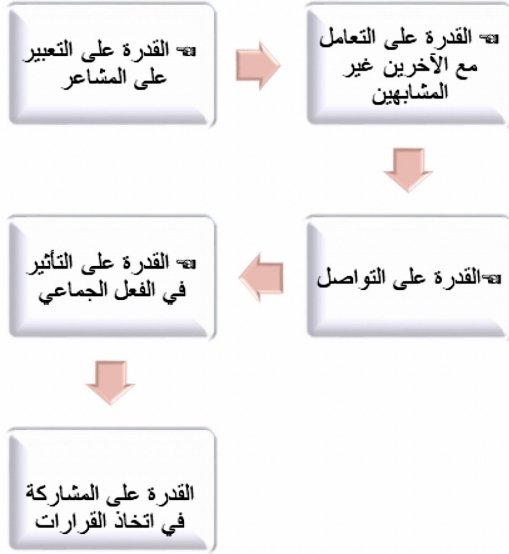 ☜ القدرة على التعبير
على المشاعر
☜ القدرة على التعامل
مع الآخرين غير
المشابهين
☜القدرة على التواصل
☜ القدرة على التأثير
في الفعل الجماعي
القدرة على المشاركة
في اتخاذ القرارات